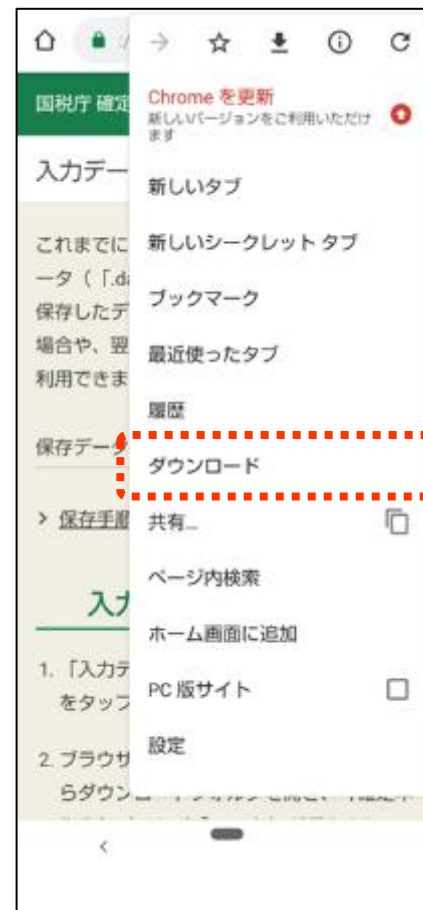 国税庁 確定
Chrome を更新
新しいバージョンをご利用いただけ
ます
入力デー
新しいタブ
これまでに
新しいシークレット タブ
ータ（「.da
保存したデ
ブックマーク
場合や、翌
最近使ったタブ
利用できま
履歴
保存データ
ダウンロード
> 保存手順
共有...
ページ内検索
入力
ホーム画面に追加
1. 「入力デ
PC 版サイト
をタップ
設定
2. ブラウザ
らダウン